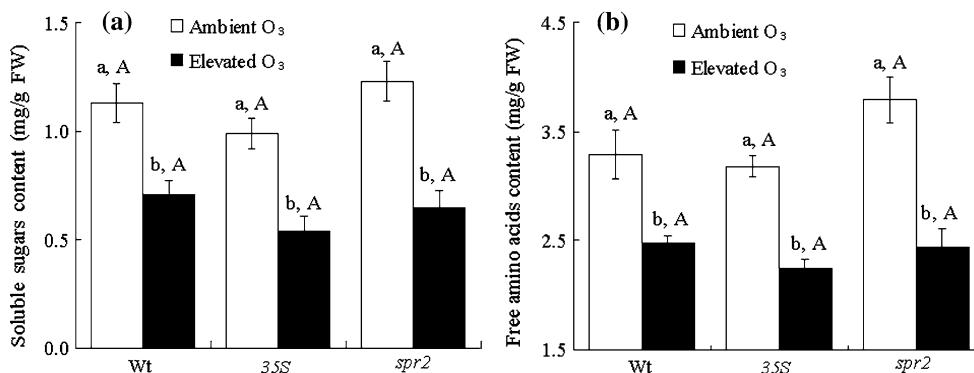 (a)
Ambient O3
Elevated O3
Soluble sugars content (mg/g FW)
1.5
1.0
0.5
0.0
a, A
b, A
a, A
b, A
a, A
b, A
Wt
35S
spr2
(b)
Ambient O3
Elevated O3
Free amino acids content (mg/g FW)
4.5
3.5
2.5
1.5
a, A
b, A
a, A
b, A
a, A
b, A
Wt
35S
spr2